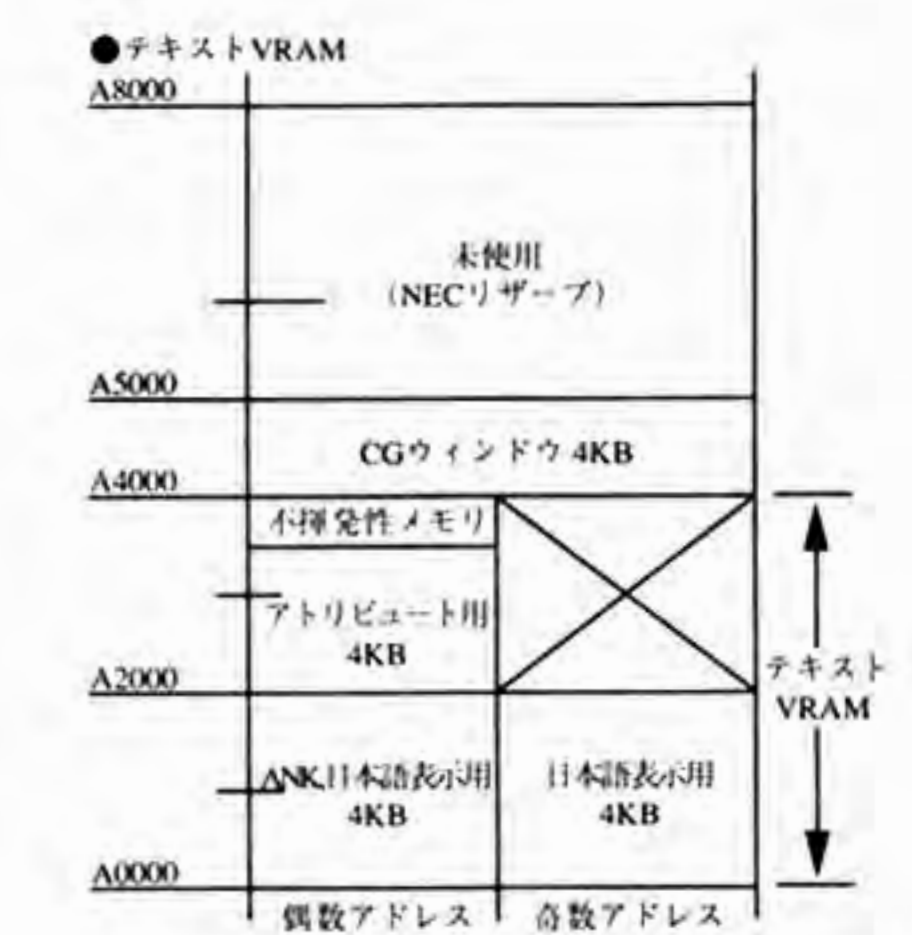 ●テキストVRAM
A8000
未使用
(NECリザーブ)
A5000
CGウィンドウ 4KB
A4000
不揮発性メモリ
アトリビュート用
4KB
A2000
テキスト
VRAM
ANK,日本語表示用
4KB
日本語表示用
4KB
A0000
偶数アドレス
奇数アドレス